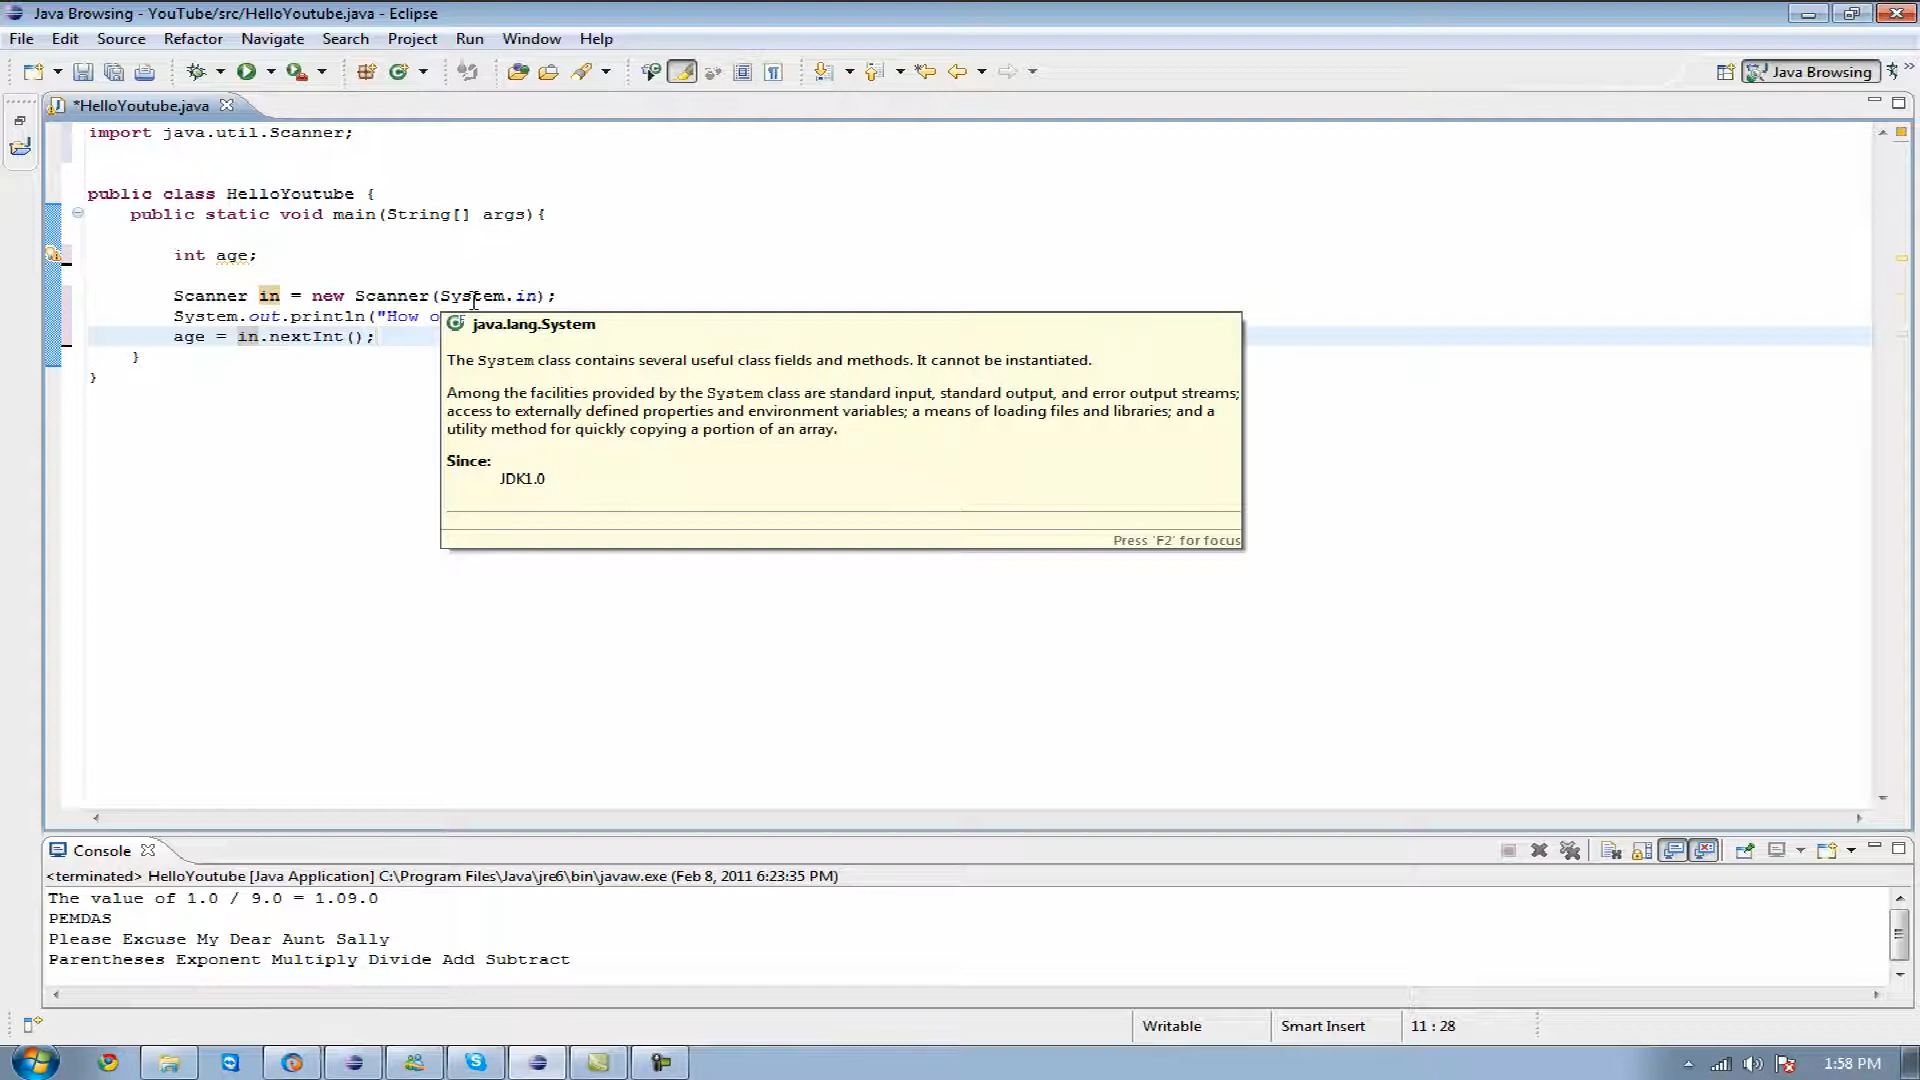 Java Browsing - YouTube/src/HelloYoutube.java - Eclipse
File Edit Source Refactor Navigate Search Project Run Window Help
Java Browsing
*HelloYoutube.java
import java.util.Scanner;
public class HelloYoutube {
public static void main(String[] args){
int age;
Scanner in = new Scanner(System.in);
System.out.println("How o
age = in.nextInt();
}
}
java.lang.System
The System class contains several useful class fields and methods. It cannot be instantiated.
Among the facilities provided by the System class are standard input, standard output, and error output streams;
access to externally defined properties and environment variables; a means of loading files and libraries; and a
utility method for quickly copying a portion of an array.
Since:
JDK1.0
Press 'F2' for focus
Console
<terminated> HelloYoutube [Java Application] C:\Program Files\Java\jre6\bin\javaw.exe (Feb 8, 2011 6:23:35 PM)
The value of 1.0 / 9.0 = 1.09.0
PEMDAS
Please Excuse My Dear Aunt Sally
Parentheses Exponent Multiply Divide Add Subtract
Writable Smart Insert 11 : 28
1:58 PM